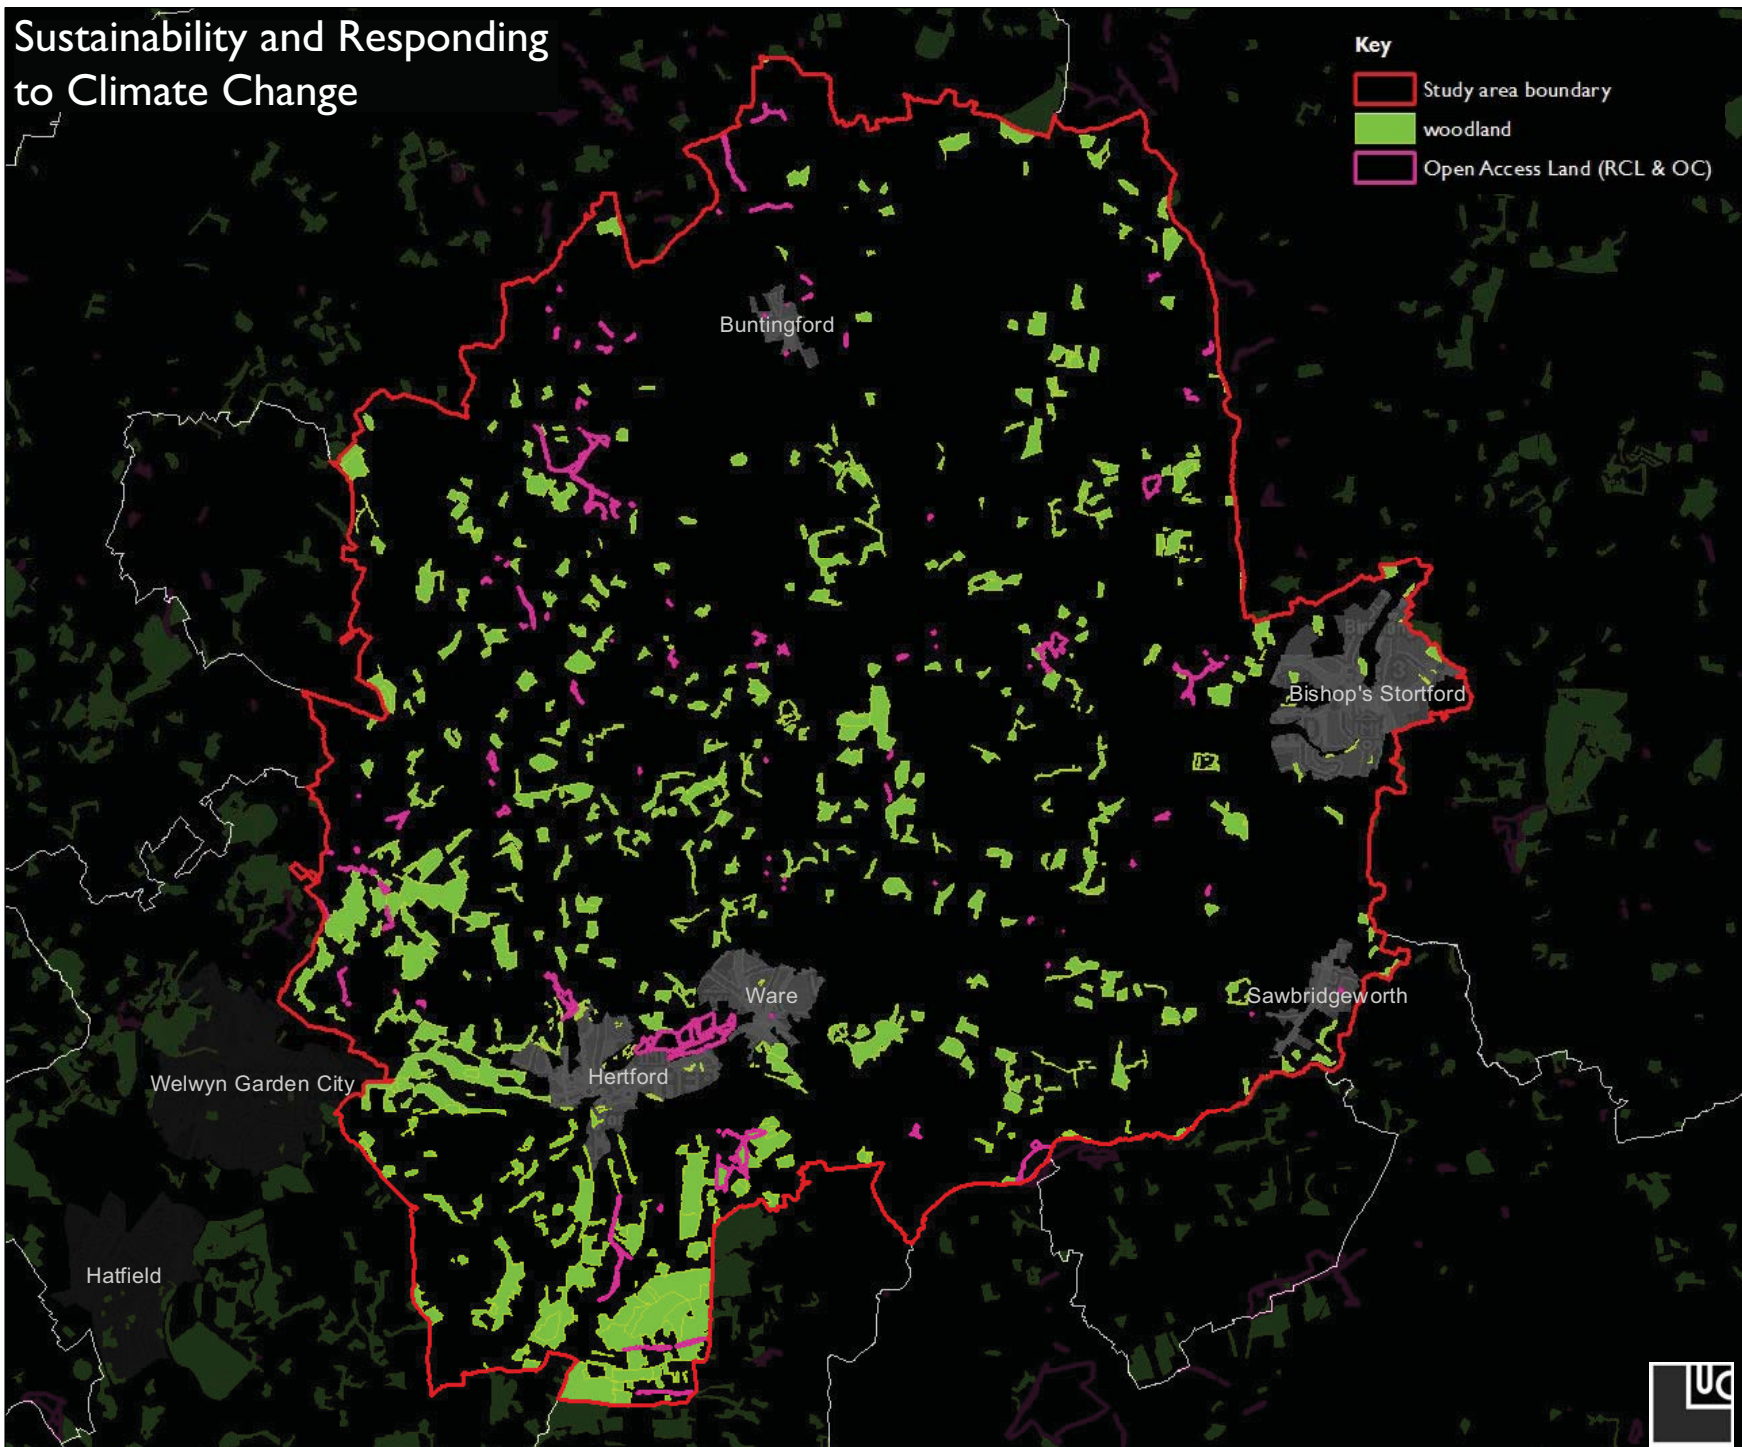 Sustainability and Responding
to Climate Change
Key
Study area boundary
woodland
Open Access Land (RCL & OC)
Buntingford
Bishop's Stortford
Ware
Sawbridgeworth
Hertford
Welwyn Garden City
Hatfield